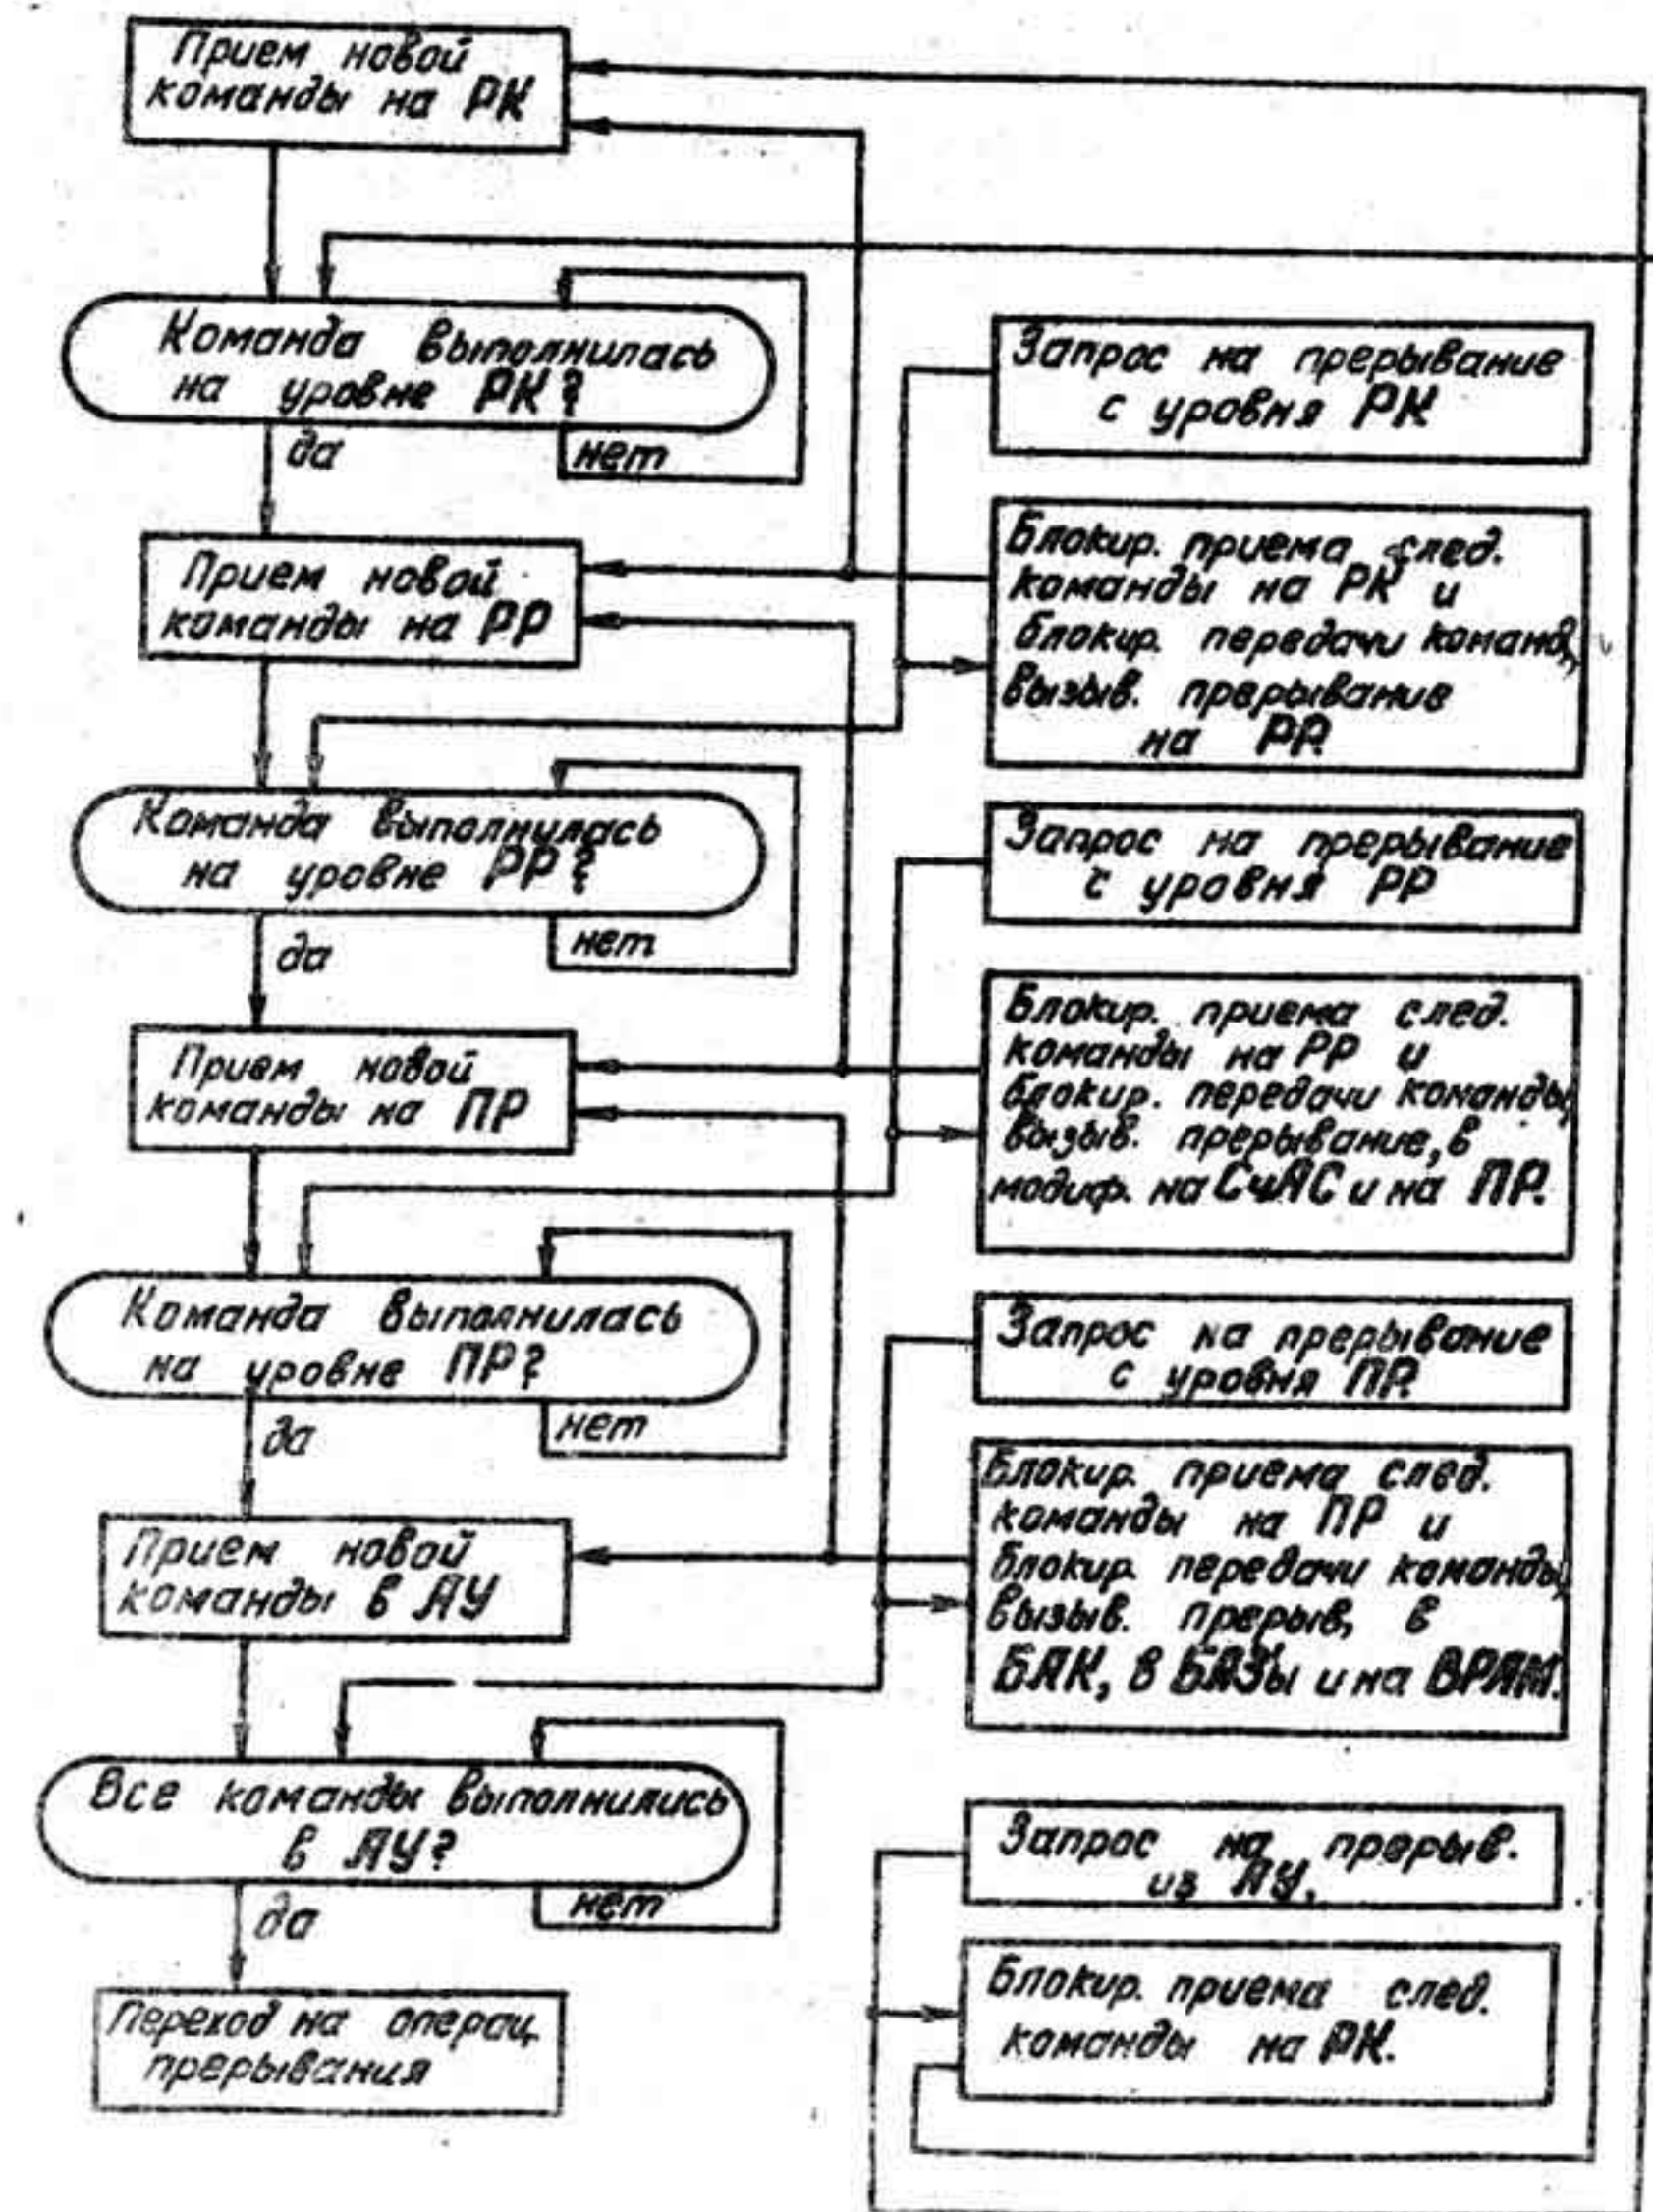 Прием новой
команды на РК
Команда выполнилась
на уровне РК?
да
нет
Прием новой
команды на РР
Команда выполнилась
на уровне РР?
да
нет
Прием новой
команды на ПР
Команда выполнилась
на уровне ПР?
да
нет
Прием новой
команды в АУ
Все команды выполнились
в АУ?
да
нет
Переход на операц.
прерывания
Запрос на прерывание
с уровня РК
Блокир. приема след.
команды на РК и
блокир. передачи команд,
вызыв. прерывание
на РР.
Запрос на прерывание
с уровня РР
Блокир. приема след.
команды на РР и
блокир. передачи команды,
вызыв. прерывание, в
модиф. на СчАС и на ПР.
Запрос на прерывание
с уровня ПР.
Блокир. приема след.
команды на ПР и
блокир. передачи команды,
вызыв. прерыв., в
БАК, в БАЗы и на
Запрос на прерыв.
из АУ.
Блокир. приема след.
команды на РК.